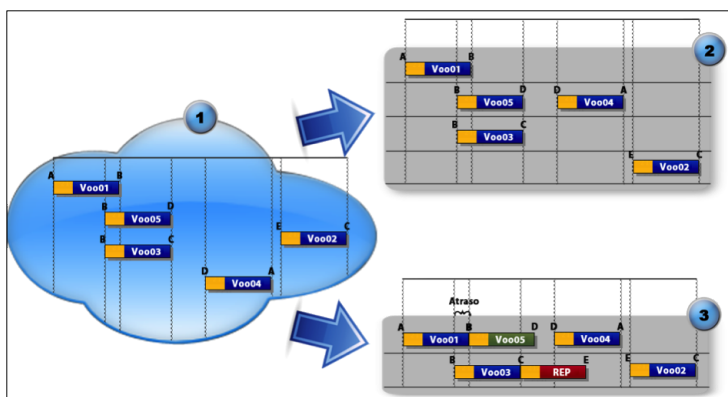 1
A B
Voo01
B D
Voo05
B C
Voo03
E C
Voo02
D A
Voo04
2
A B
Voo01
B D D A
Voo05 Voo04
B C
Voo03
E C
Voo02
3
Atraso
A B D D A
Voo01 Voo05 Voo04
B C E E C
Voo03 REP Voo02